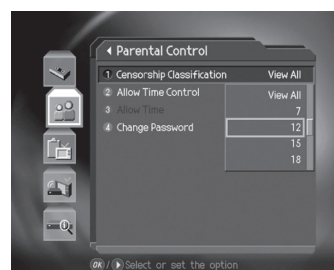 Parental Control
1 Censorship Classification View All
2 Allow Time Control View All
3 Allow Time 7
4 Change Password 12
15
18
OK / Select or set the option